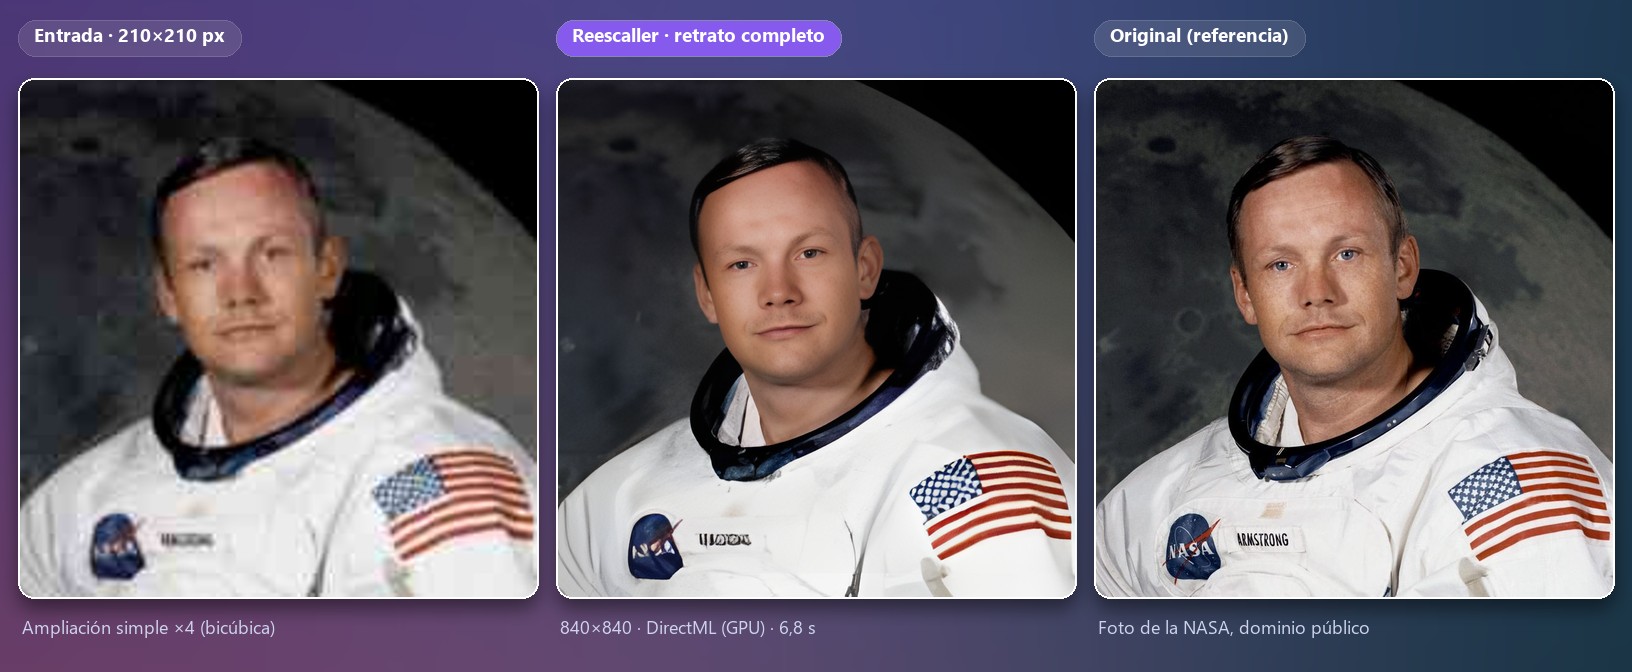 Entrada · 210×210 px
Reescaller · retrato completo
Original (referencia)
NASA
ARMSTRONG
Ampliación simple ×4 (bicúbica)
840×840 · DirectML (GPU) · 6,8 s
Foto de la NASA, dominio público